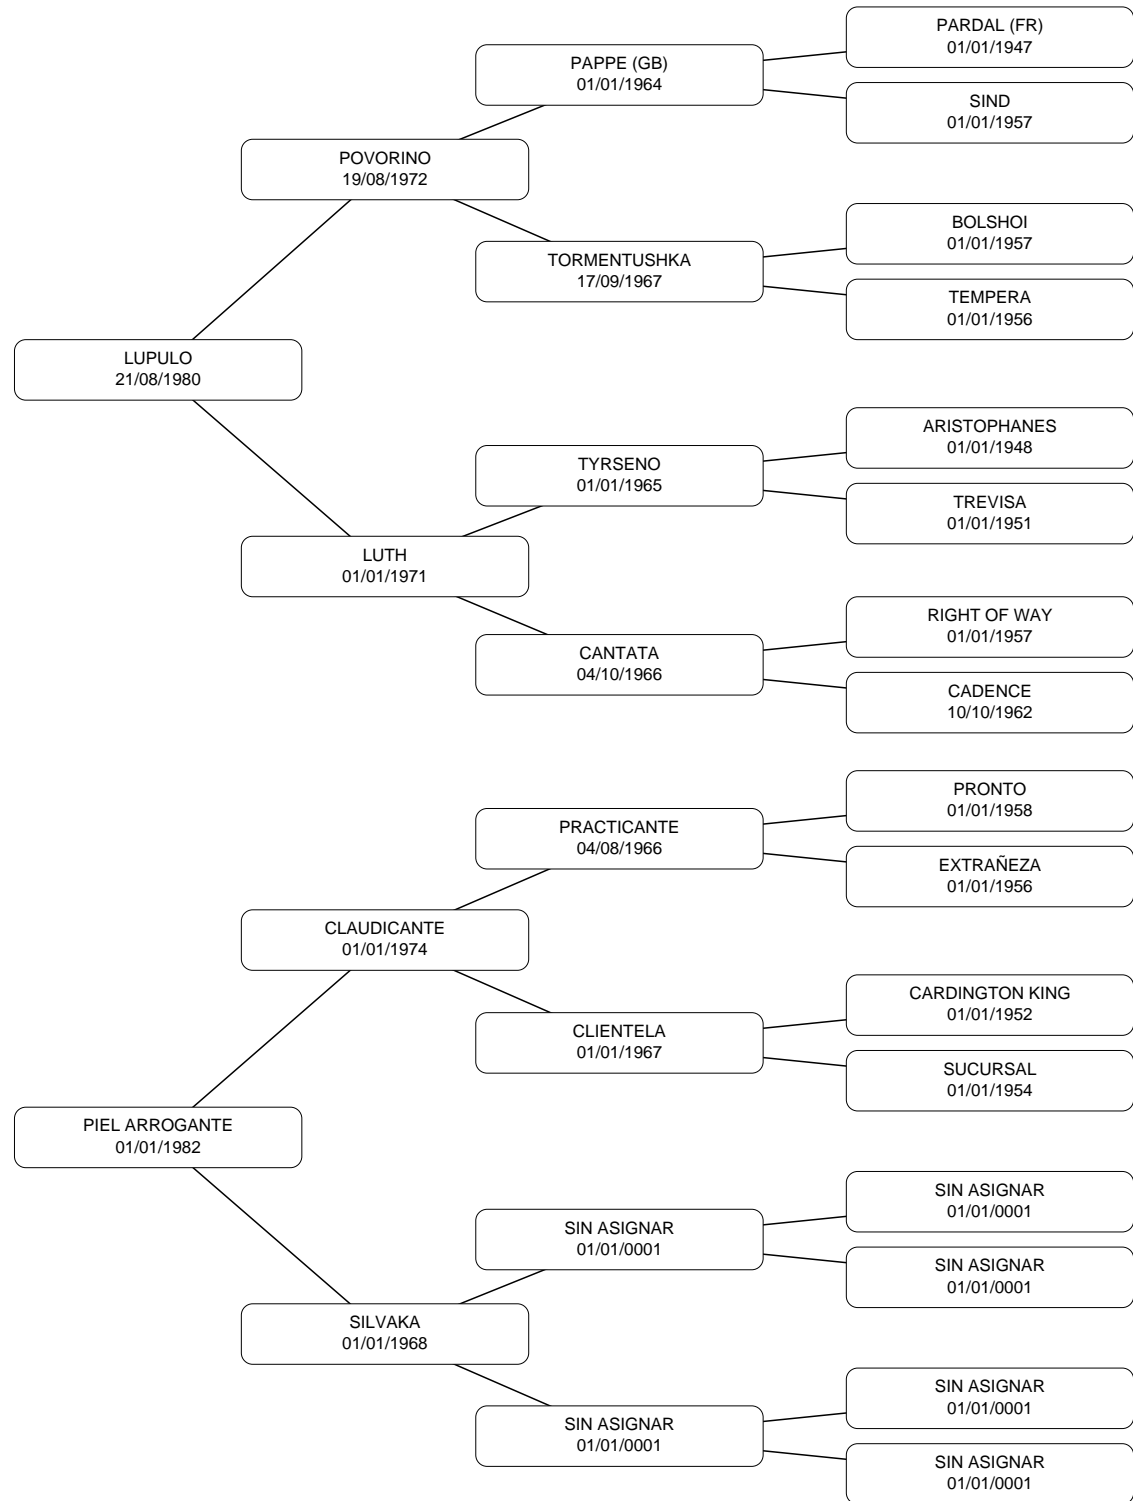 PARDAL (FR)
01/01/1947
PAPPE (GB)
01/01/1964
SIND
01/01/1957
POVORINO
19/08/1972
BOLSHOI
01/01/1957
TORMENTUSHKA
17/09/1967
TEMPERA
01/01/1956
LUPULO
21/08/1980
ARISTOPHANES
01/01/1948
TYRSENO
01/01/1965
TREVISA
01/01/1951
LUTH
01/01/1971
RIGHT OF WAY
01/01/1957
CANTATA
04/10/1966
CADENCE
10/10/1962
PRONTO
01/01/1958
PRACTICANTE
04/08/1966
EXTRAÑEZA
01/01/1956
CLAUDICANTE
01/01/1974
CARDINGTON KING
01/01/1952
CLIENTELA
01/01/1967
SUCURSAL
01/01/1954
PIEL ARROGANTE
01/01/1982
SIN ASIGNAR
01/01/0001
SIN ASIGNAR
01/01/0001
SIN ASIGNAR
01/01/0001
SILVAKA
01/01/1968
SIN ASIGNAR
01/01/0001
SIN ASIGNAR
01/01/0001
SIN ASIGNAR
01/01/0001